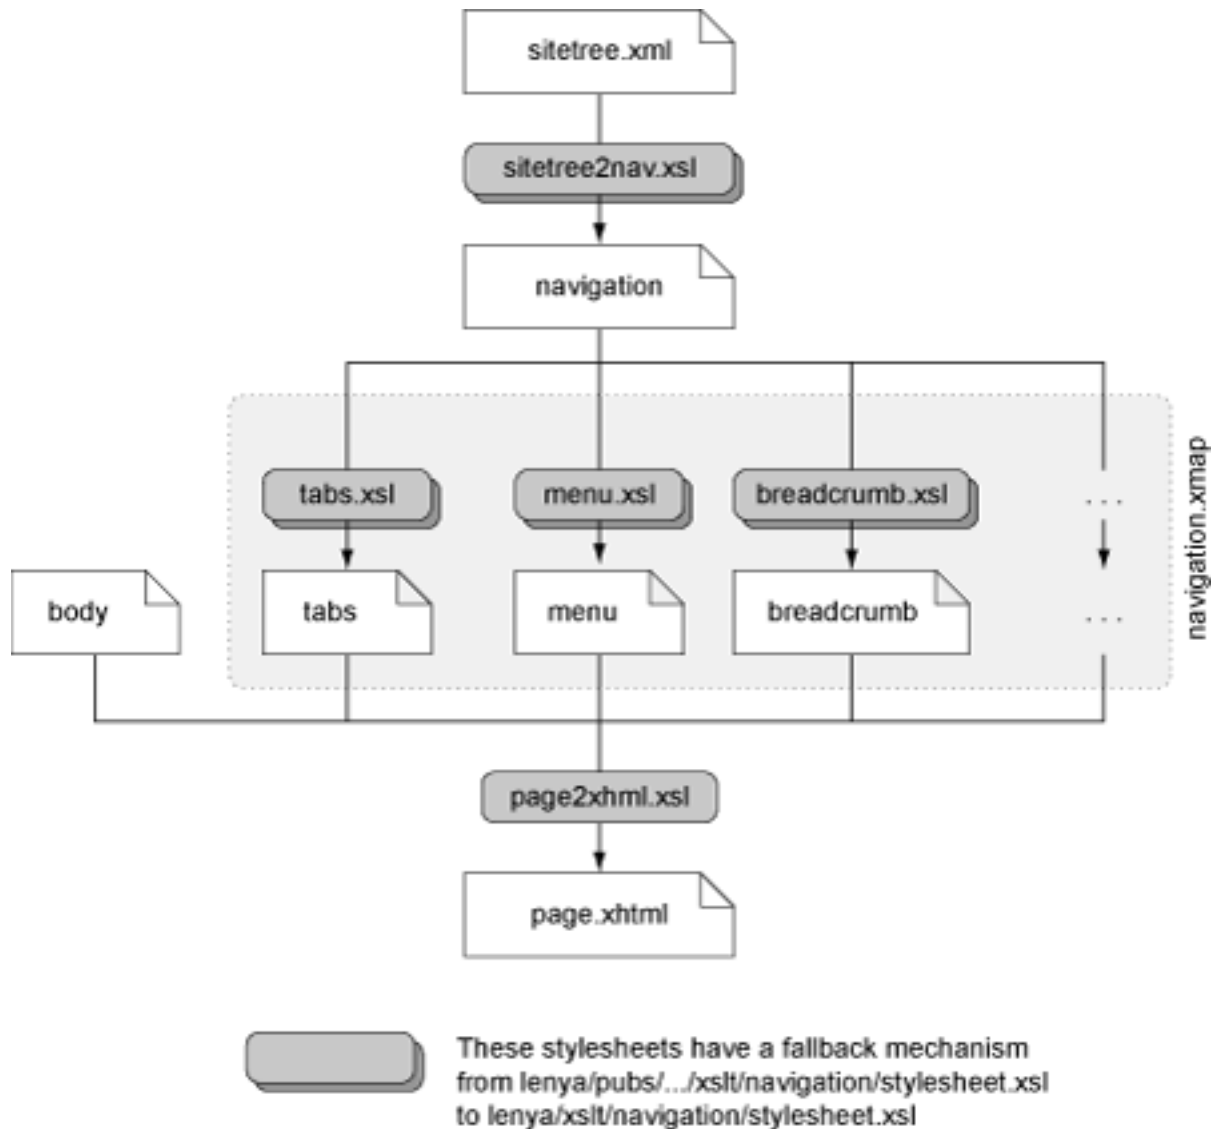 sitetree.xml
sitetree2nav.xsl
navigation
navigation.xmap
tabs.xsl
menu.xsl
breadcrumb.xsl
. . .
body
tabs
menu
breadcrumb
. . .
page2xhml.xsl
page.xhtml
These stylesheets have a fallback mechanism
from lenya/pubs/.../xslt/navigation/stylesheet.xsl
to lenya/xslt/navigation/stylesheet.xsl